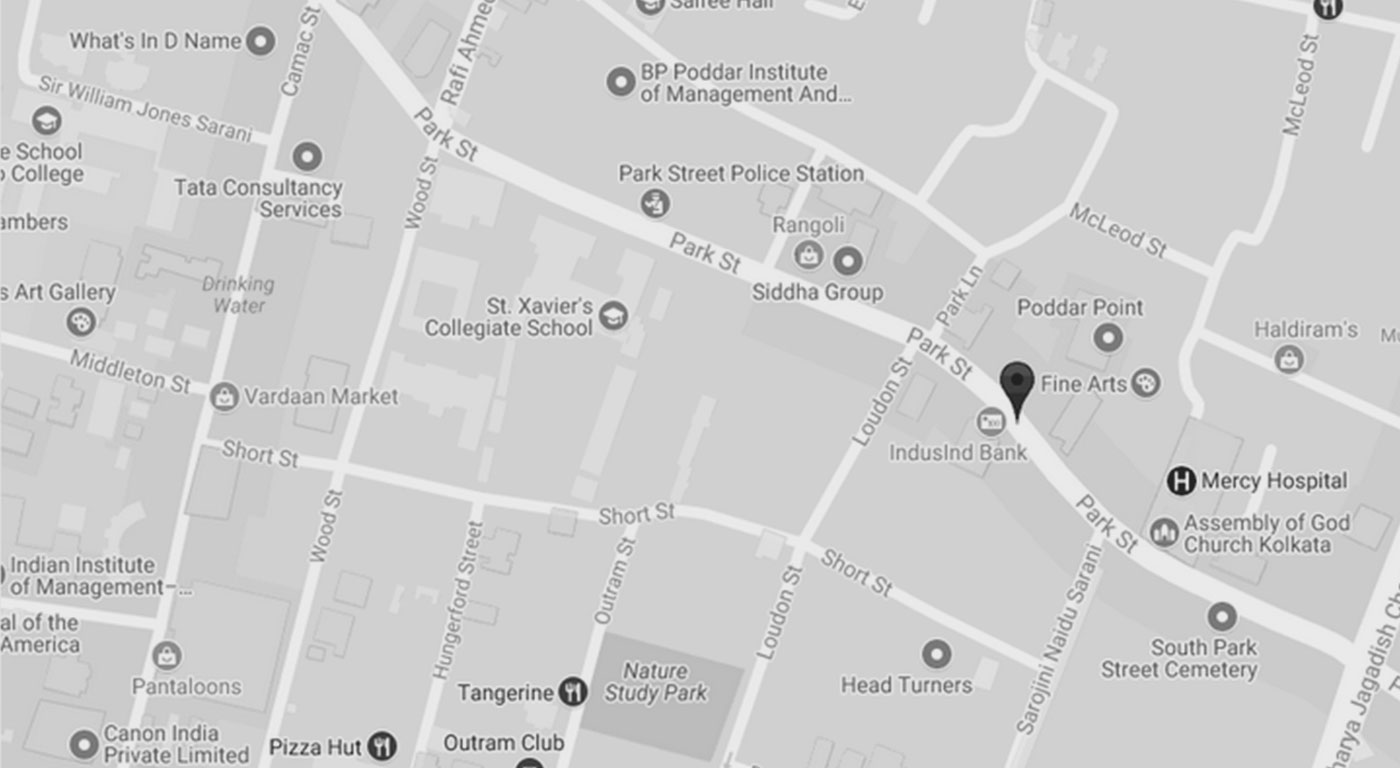 Safree Hall
What's In D Name
Camac St
Rafi Ahmed
BP Poddar Institute
of Management And...
McLeod St
Sir William Jones Sarani
Park St
e School
College
Tata Consultancy
Services
Wood St
Park Street Police Station
ambers
Rangoli
McLeod St
Park St
Siddha Group
Park Ln
Drinking
Water
s Art Gallery
St. Xavier's
Collegiate School
Poddar Point
Haldiram's
Park St
Middleton St
Vardaan Market
Loudon St
Fine Arts
IndusInd Bank
Short St
Mercy Hospital
Wood St
Short St
Park St
Assembly of God
Church Kolkata
Hungerford Street
Outram St
Short St
Indian Institute
of Management-...
al of the
America
Loudon St
Sarojini Naidu Sarani
South Park
Street Cemetery
Pantaloons
Tangerine
Nature
Study Park
Head Turners
Canon India
Private Limited
Pizza Hut
Outram Club
harya Jagadish Ch